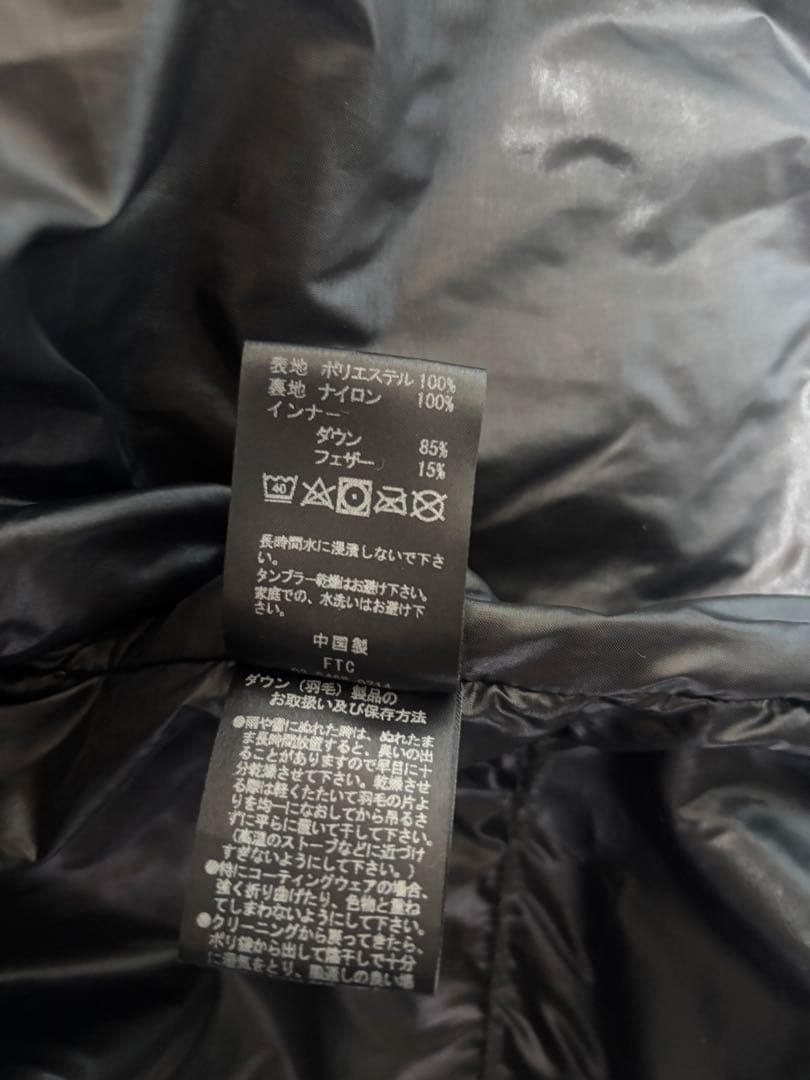 表地 ポリエステル 100%
裏地 ナイロン 100%
インナー
ダウン 85%
フェザー 15%
40
長時間水に浸漬しないで下さ
い。
タンブラー乾燥はお避け下さい。
家庭での、水洗いはお避け下
さい。
中国製
FTC
ダウン (羽毛) 製品の
お取扱い及び保存方法
●雨や雪にぬれた時は、ぬれたま
ま長時間放置すると、臭いの出
ることがありますので早目に十
分乾燥させて下さい。乾燥させ
る際は軽くたたいて羽毛の片よ
りを均一になおしてから吊るさ
ずに平らに置いて干して下さい。
(高温のストーブなどに近づけ
すぎないようにして下さい。)
●特にコーティングウェアの場合、
強く折り曲げたり、色物と重ね
てしまわないようにして下さい。
●クリーニングから戻ってきたら、
ポリ袋から出して陰干しで十分
に湿気をとり、風通しの良い場